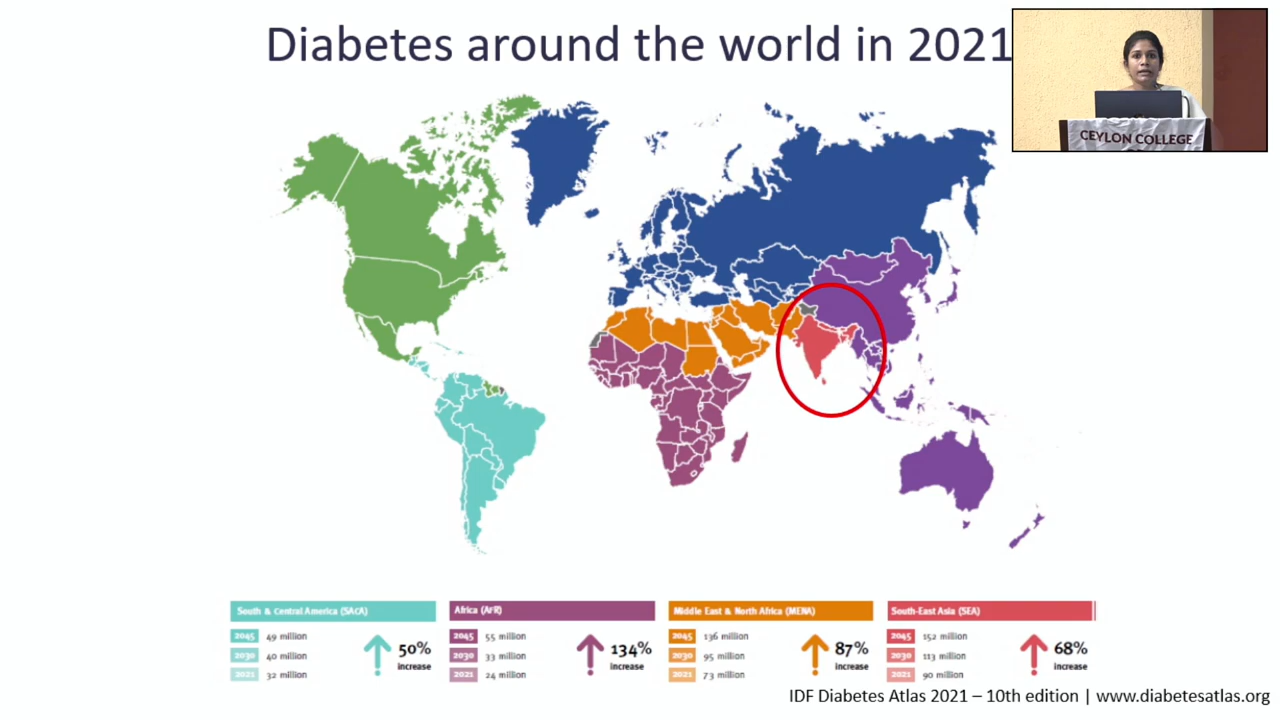 Diabetes around the world in 2021
CEYLON COLLEGE
South & Central America (SACA)
2045 49 million
2030 40 million
2021 32 million
50%
increase
Africa (AFR)
2045 55 million
2030 33 million
2021 24 million
134%
increase
Middle East & North Africa (MENA)
2045 136 million
2030 95 million
2021 73 million
87%
increase
South-East Asia (SEA)
2045 152 million
2030 113 million
2021 90 million
68%
increase
IDF Diabetes Atlas 2021 – 10th edition | www.diabetesatlas.org